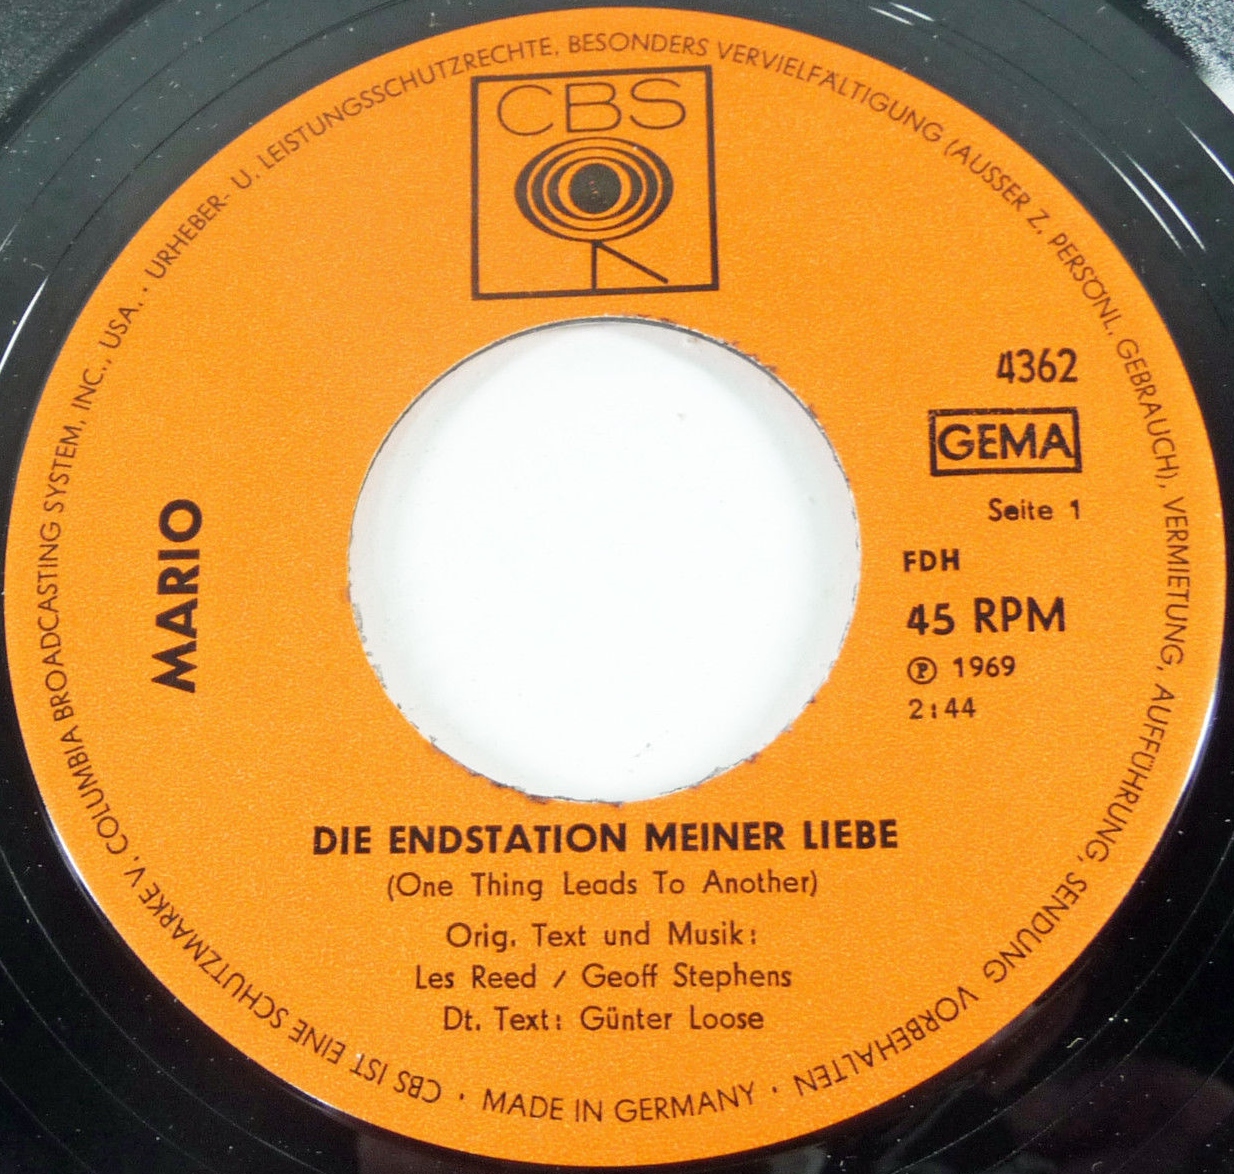 CBS
4362
GEMA
Seite 1
FDH
45 RPM
Ⓟ 1969
2:44
MARIO
DIE ENDSTATION MEINER LIEBE
(One Thing Leads To Another)
Orig. Text und Musik:
Les Reed / Geoff Stephens
Dt. Text: Günter Loose
CBS IST EINE SCHUTZMARKE V. COLUMBIA BROADCASTING SYSTEM, INC., USA. · URHEBER- U. LEISTUNGSSCHUTZRECHTE, BESONDERS VERVIELFÄLTIGUNG (AUSSER Z. PERSÖNL. GEBRAUCH), VERMIETUNG, AUFFÜHRUNG, SENDUNG VORBEHALTEN ·
MADE IN GERMANY ·